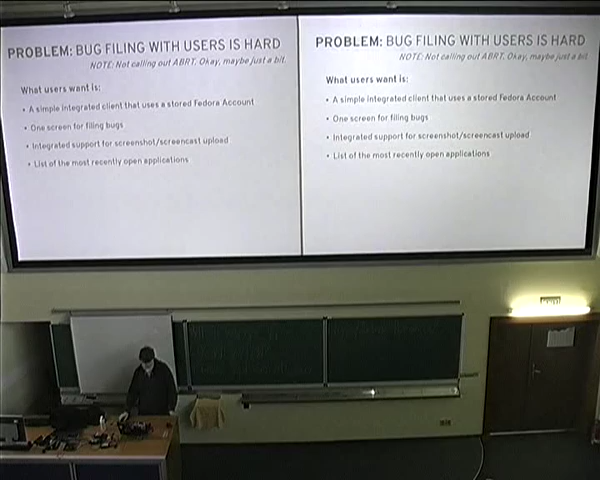 PROBLEM: BUG FILING WITH USERS IS HARD
NOTE: Not calling out ABRT. Okay, maybe just a bit.
What users want is:
• A simple integrated client that uses a stored Fedora Account
• One screen for filing bugs
• Integrated support for screenshot/screencast upload
• List of the most recently open applications
PROBLEM: BUG FILING WITH USERS IS HARD
NOTE: Not calling out ABRT. Okay, maybe just a bit.
What users want is:
• A simple integrated client that uses a stored Fedora Account
• One screen for filing bugs
• Integrated support for screenshot/screencast upload
• List of the most recently open applications